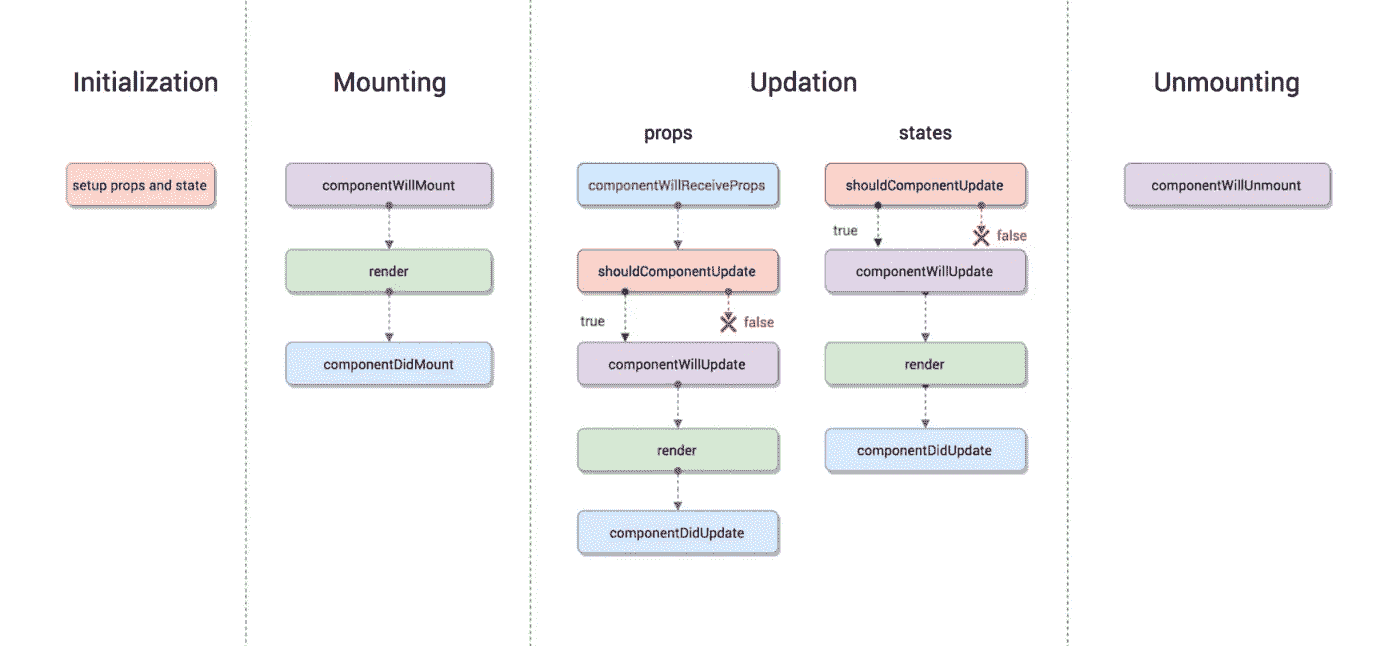 Initialization
setup props and state
Mounting
componentWillMount
render
componentDidMount
Updation
props
componentWillReceiveProps
shouldComponentUpdate
true
false
componentWillUpdate
render
componentDidUpdate
states
shouldComponentUpdate
true
false
componentWillUpdate
render
componentDidUpdate
Unmounting
componentWillUnmount